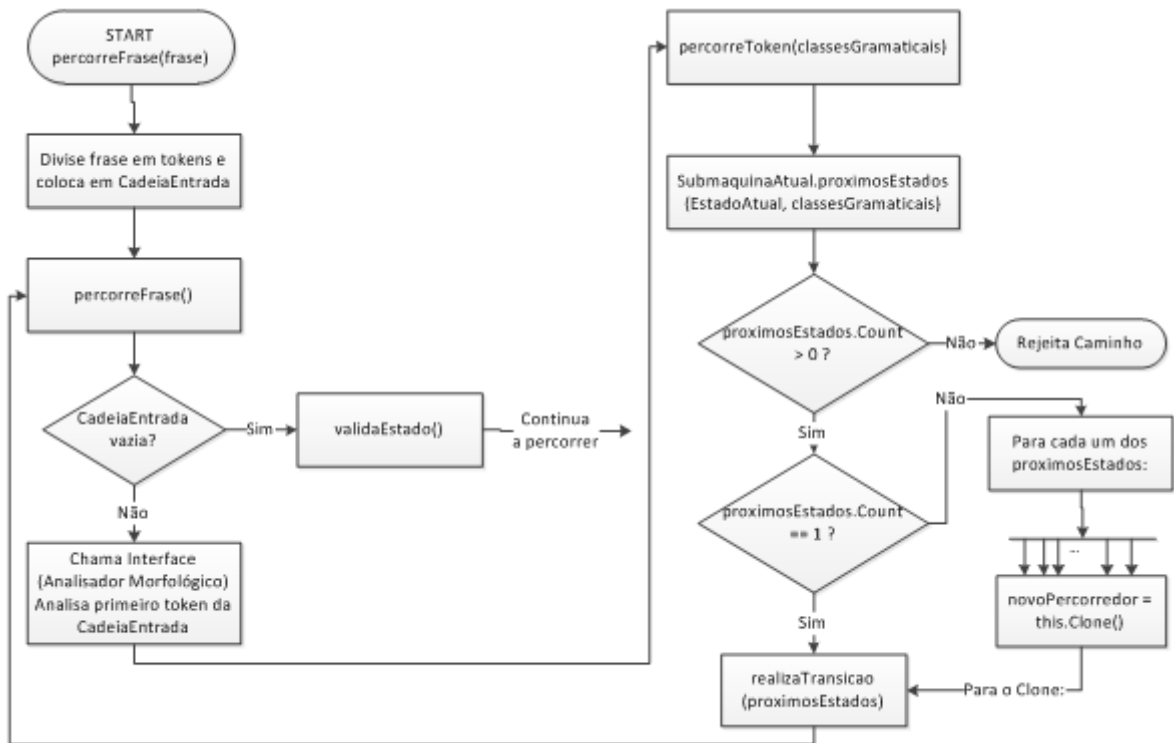 START
percorreFrase(frase)
Divise frase em tokens e
coloca em CadeiaEntrada
percorreFrase()
CadeiaEntrada
vazia?
Sim
validaEstado()
Continua
a percorrer
Não
Chama Interface
(Analisador Morfológico)
Analisa primeiro token da
CadeiaEntrada
percorreToken(classesGramaticais)
SubmaquinaAtual.proximosEstados
(EstadoAtual, classesGramaticais)
proximosEstados.Count
> 0 ?
Não
Rejeita Caminho
Sim
proximosEstados.Count
== 1 ?
Não
Para cada um dos
proximosEstados:
...
novoPercorredor =
this.Clone()
Para o Clone:
Sim
realizaTransicao
(proximosEstados)